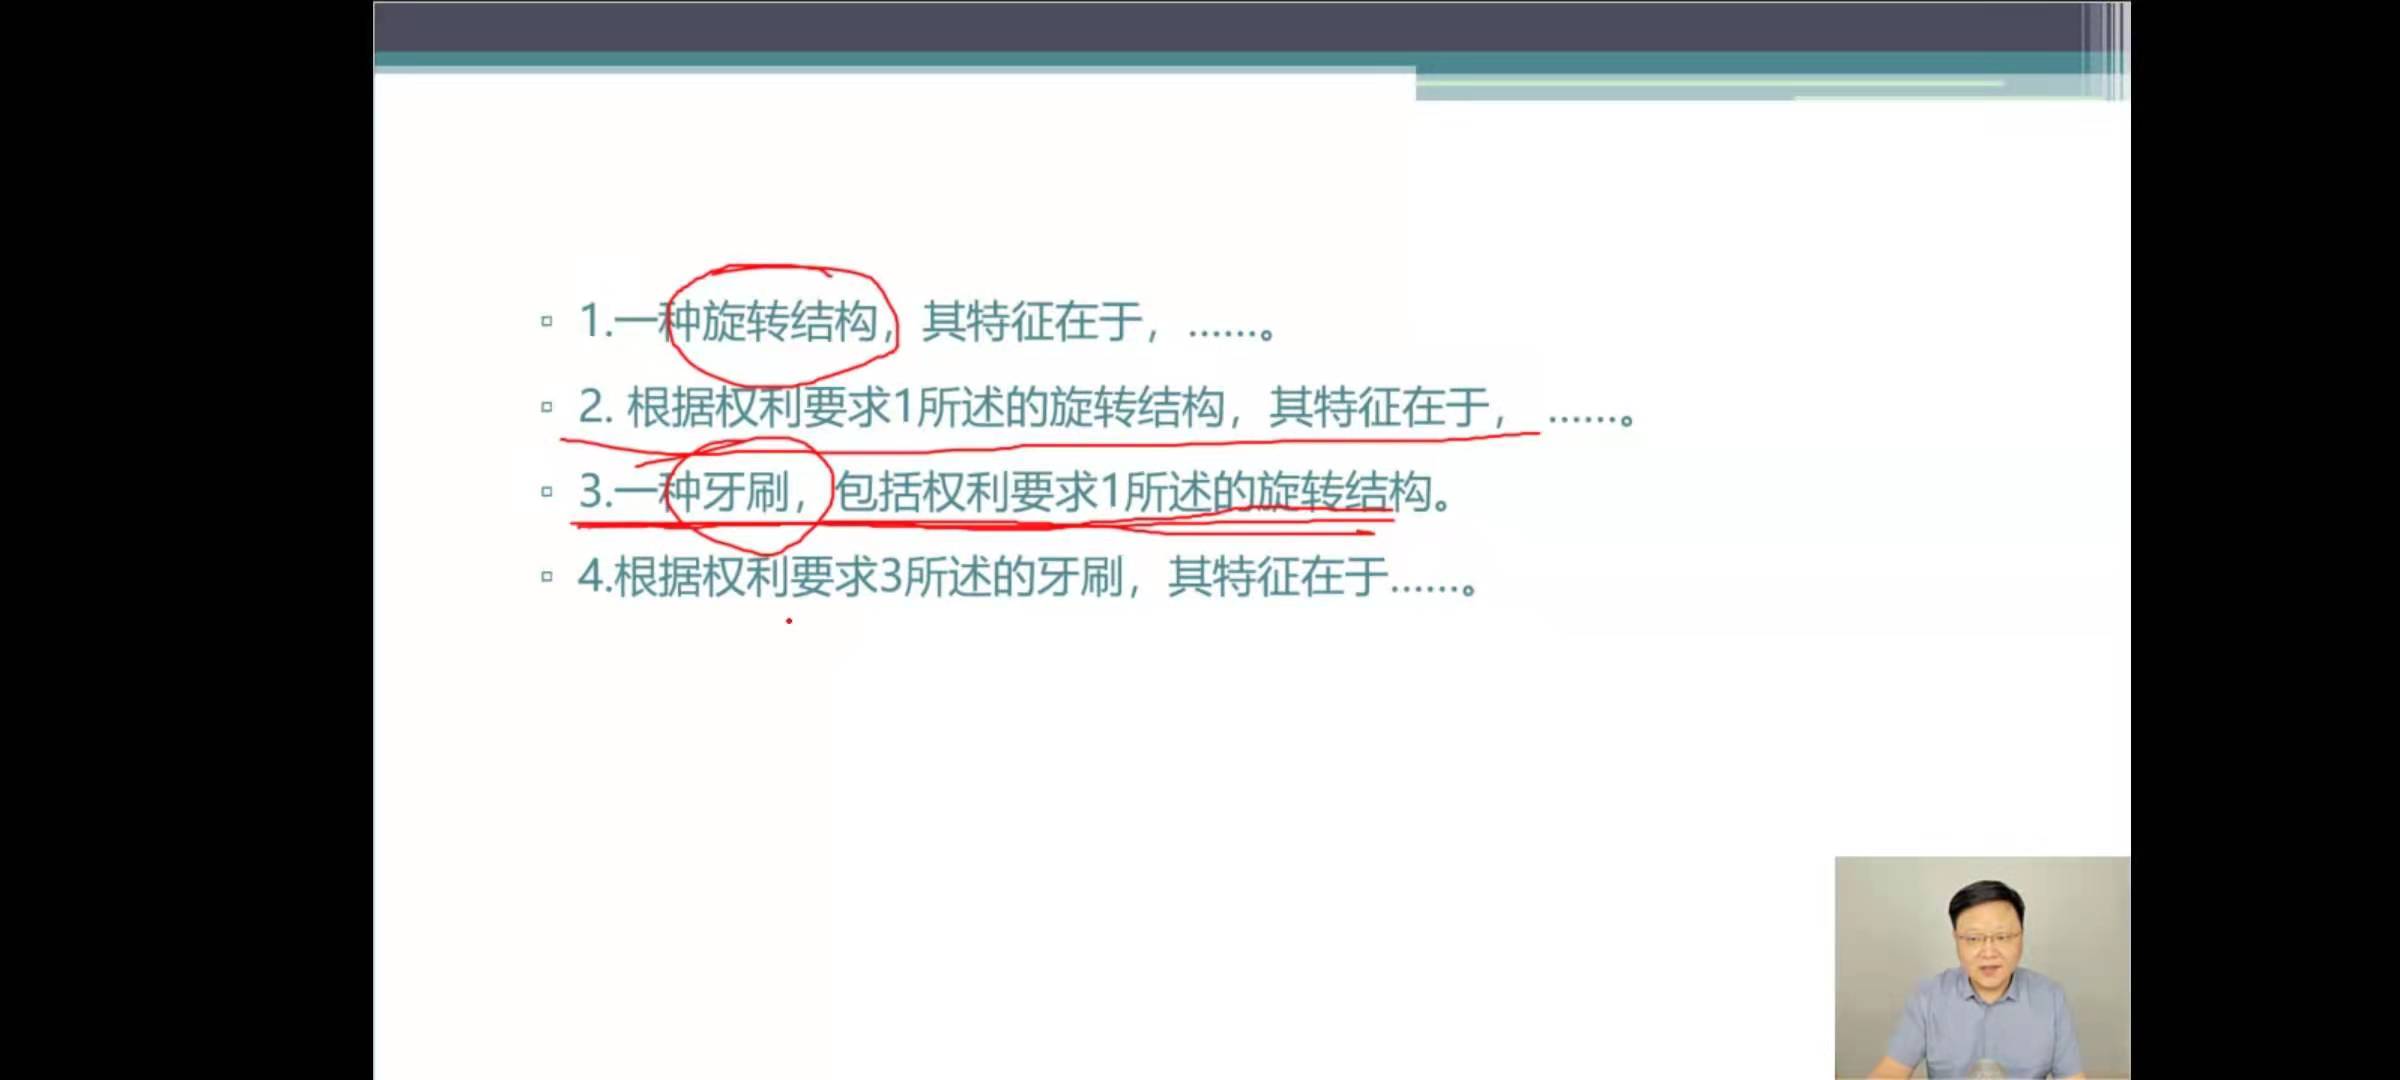 1.一种旋转结构，其特征在于，……。
2. 根据权利要求1所述的旋转结构，其特征在于， ……。
3.一种牙刷，包括权利要求1所述的旋转结构。
4.根据权利要求3所述的牙刷，其特征在于……。